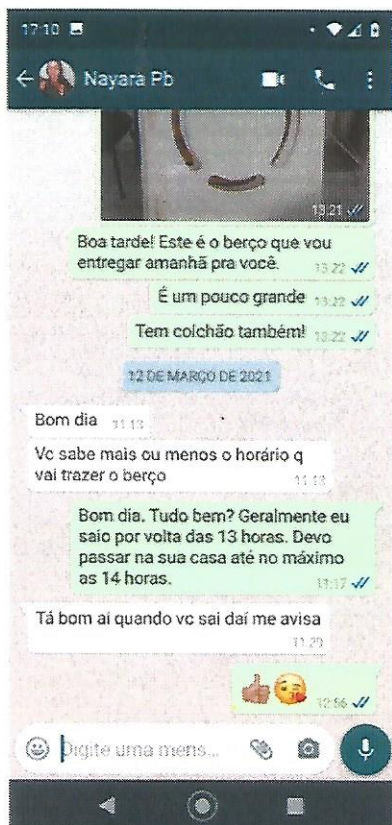 17:10
Nayara Pb
13:21
Boa tarde! Este é o berço que vou
entregar amanhã pra você.
13:22
É um pouco grande 13:22
Tem colchão também! 13:22
12 DE MARÇO DE 2021
Bom dia 11:13
Vc sabe mais ou menos o horário q
vai trazer o berço
11:13
Bom dia. Tudo bem? Geralmente eu
saio por volta das 13 horas. Devo
passar na sua casa até no máximo
as 14 horas.
11:17
Tá bom aí quando vc sai daí me avisa
11:29
12:56
Digite uma mens...